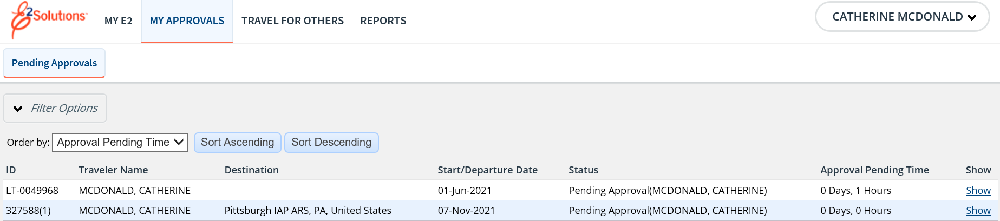 E2Solutions™ MY E2 MY APPROVALS TRAVEL FOR OTHERS REPORTS CATHERINE MCDONALD
Pending Approvals
Filter Options
Order by: Approval Pending Time Sort Ascending Sort Descending
ID Traveler Name Destination Start/Departure Date Status Approval Pending Time Show
LT-0049968 MCDONALD, CATHERINE 01-Jun-2021 Pending Approval(MCDONALD, CATHERINE) 0 Days, 1 Hours Show
327588(1) MCDONALD, CATHERINE Pittsburgh IAP ARS, PA, United States 07-Nov-2021 Pending Approval(MCDONALD, CATHERINE) 0 Days, 0 Hours Show